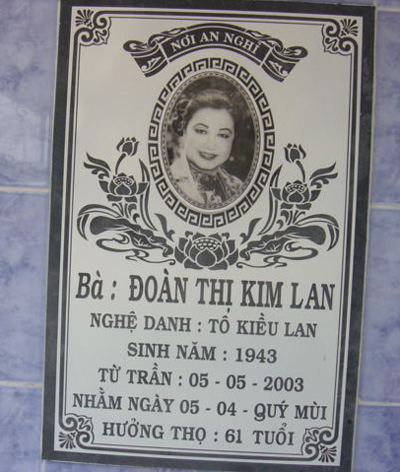 NƠI AN NGHỈ
Bà : ĐOÀN THỊ KIM LAN
NGHỆ DANH : TÔ KIỀU LAN
SINH NĂM : 1943
TỪ TRẦN : 05 - 05 - 2003
NHẰM NGÀY 05 - 04 - QUÝ MÙI
HƯỞNG THỌ : 61 TUỔI